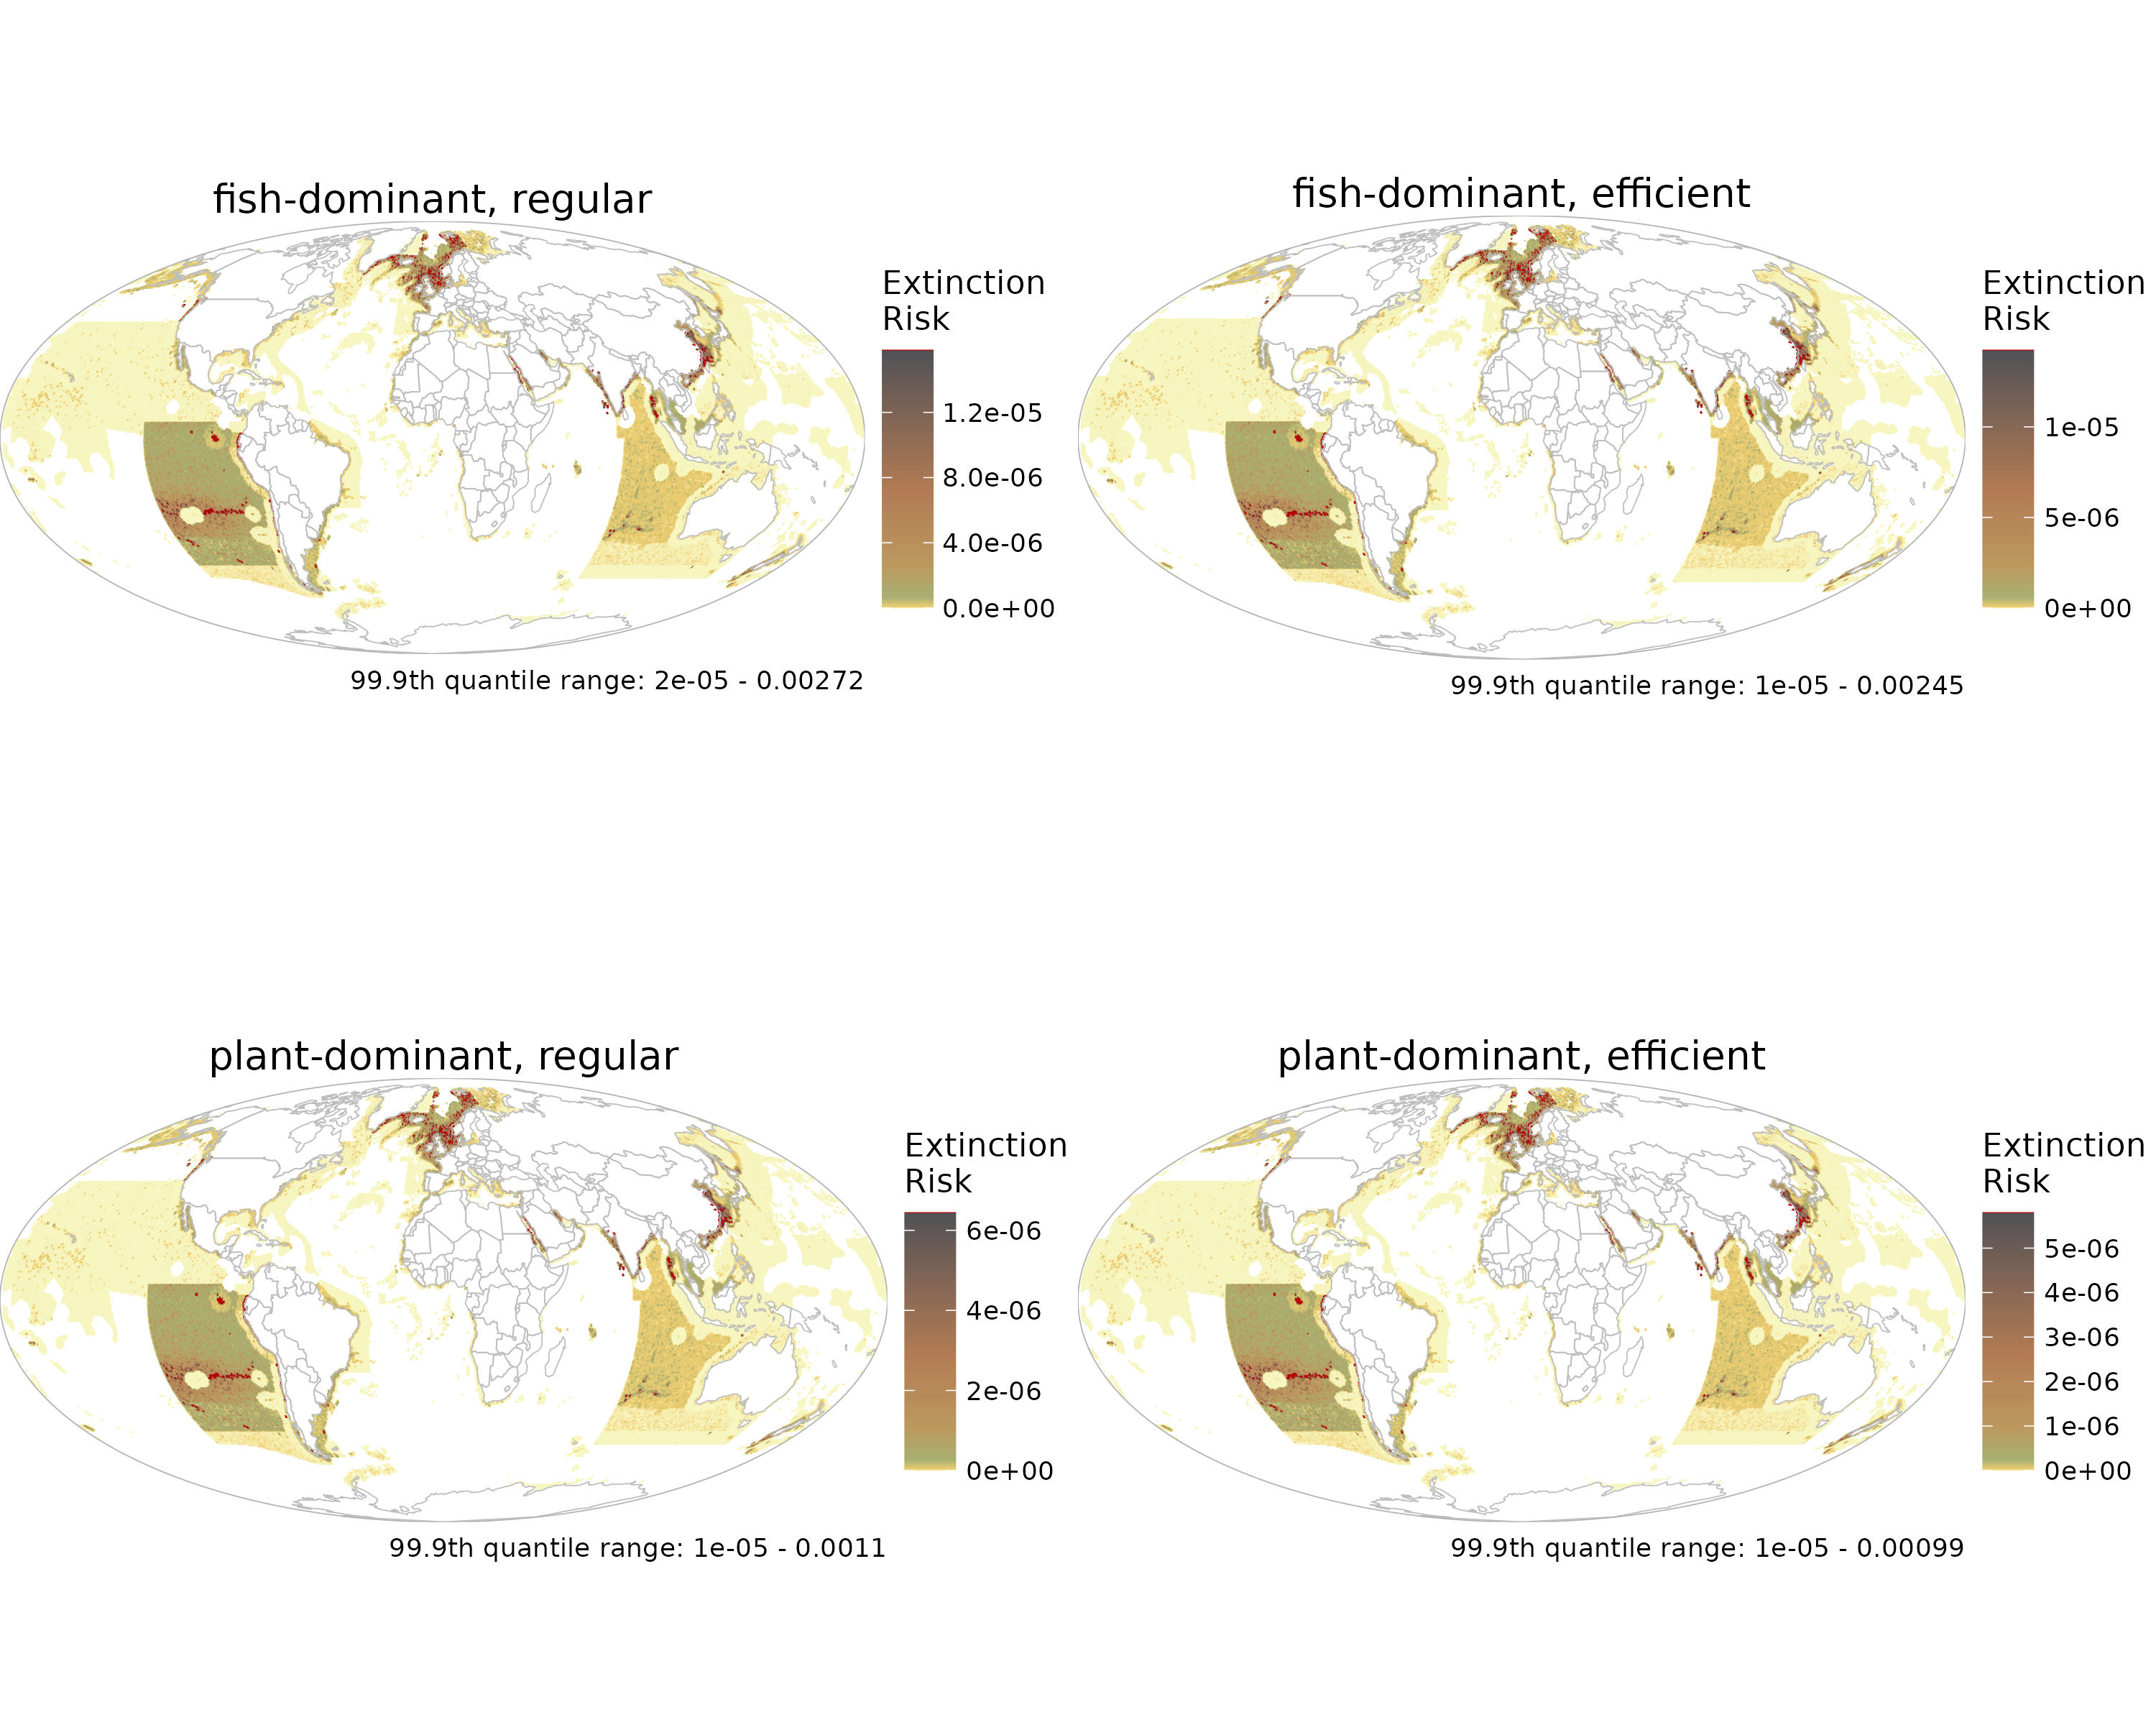 fish-dominant, regular
Extinction
Risk
1.2e-05
8.0e-06
4.0e-06
0.0e+00
99.9th quantile range: 2e-05 - 0.00272
fish-dominant, efficient
Extinction
Risk
1e-05
5e-06
0e+00
99.9th quantile range: 1e-05 - 0.00245
plant-dominant, regular
Extinction
Risk
6e-06
4e-06
2e-06
0e+00
99.9th quantile range: 1e-05 - 0.0011
plant-dominant, efficient
Extinction
Risk
5e-06
4e-06
3e-06
2e-06
1e-06
0e+00
99.9th quantile range: 1e-05 - 0.00099